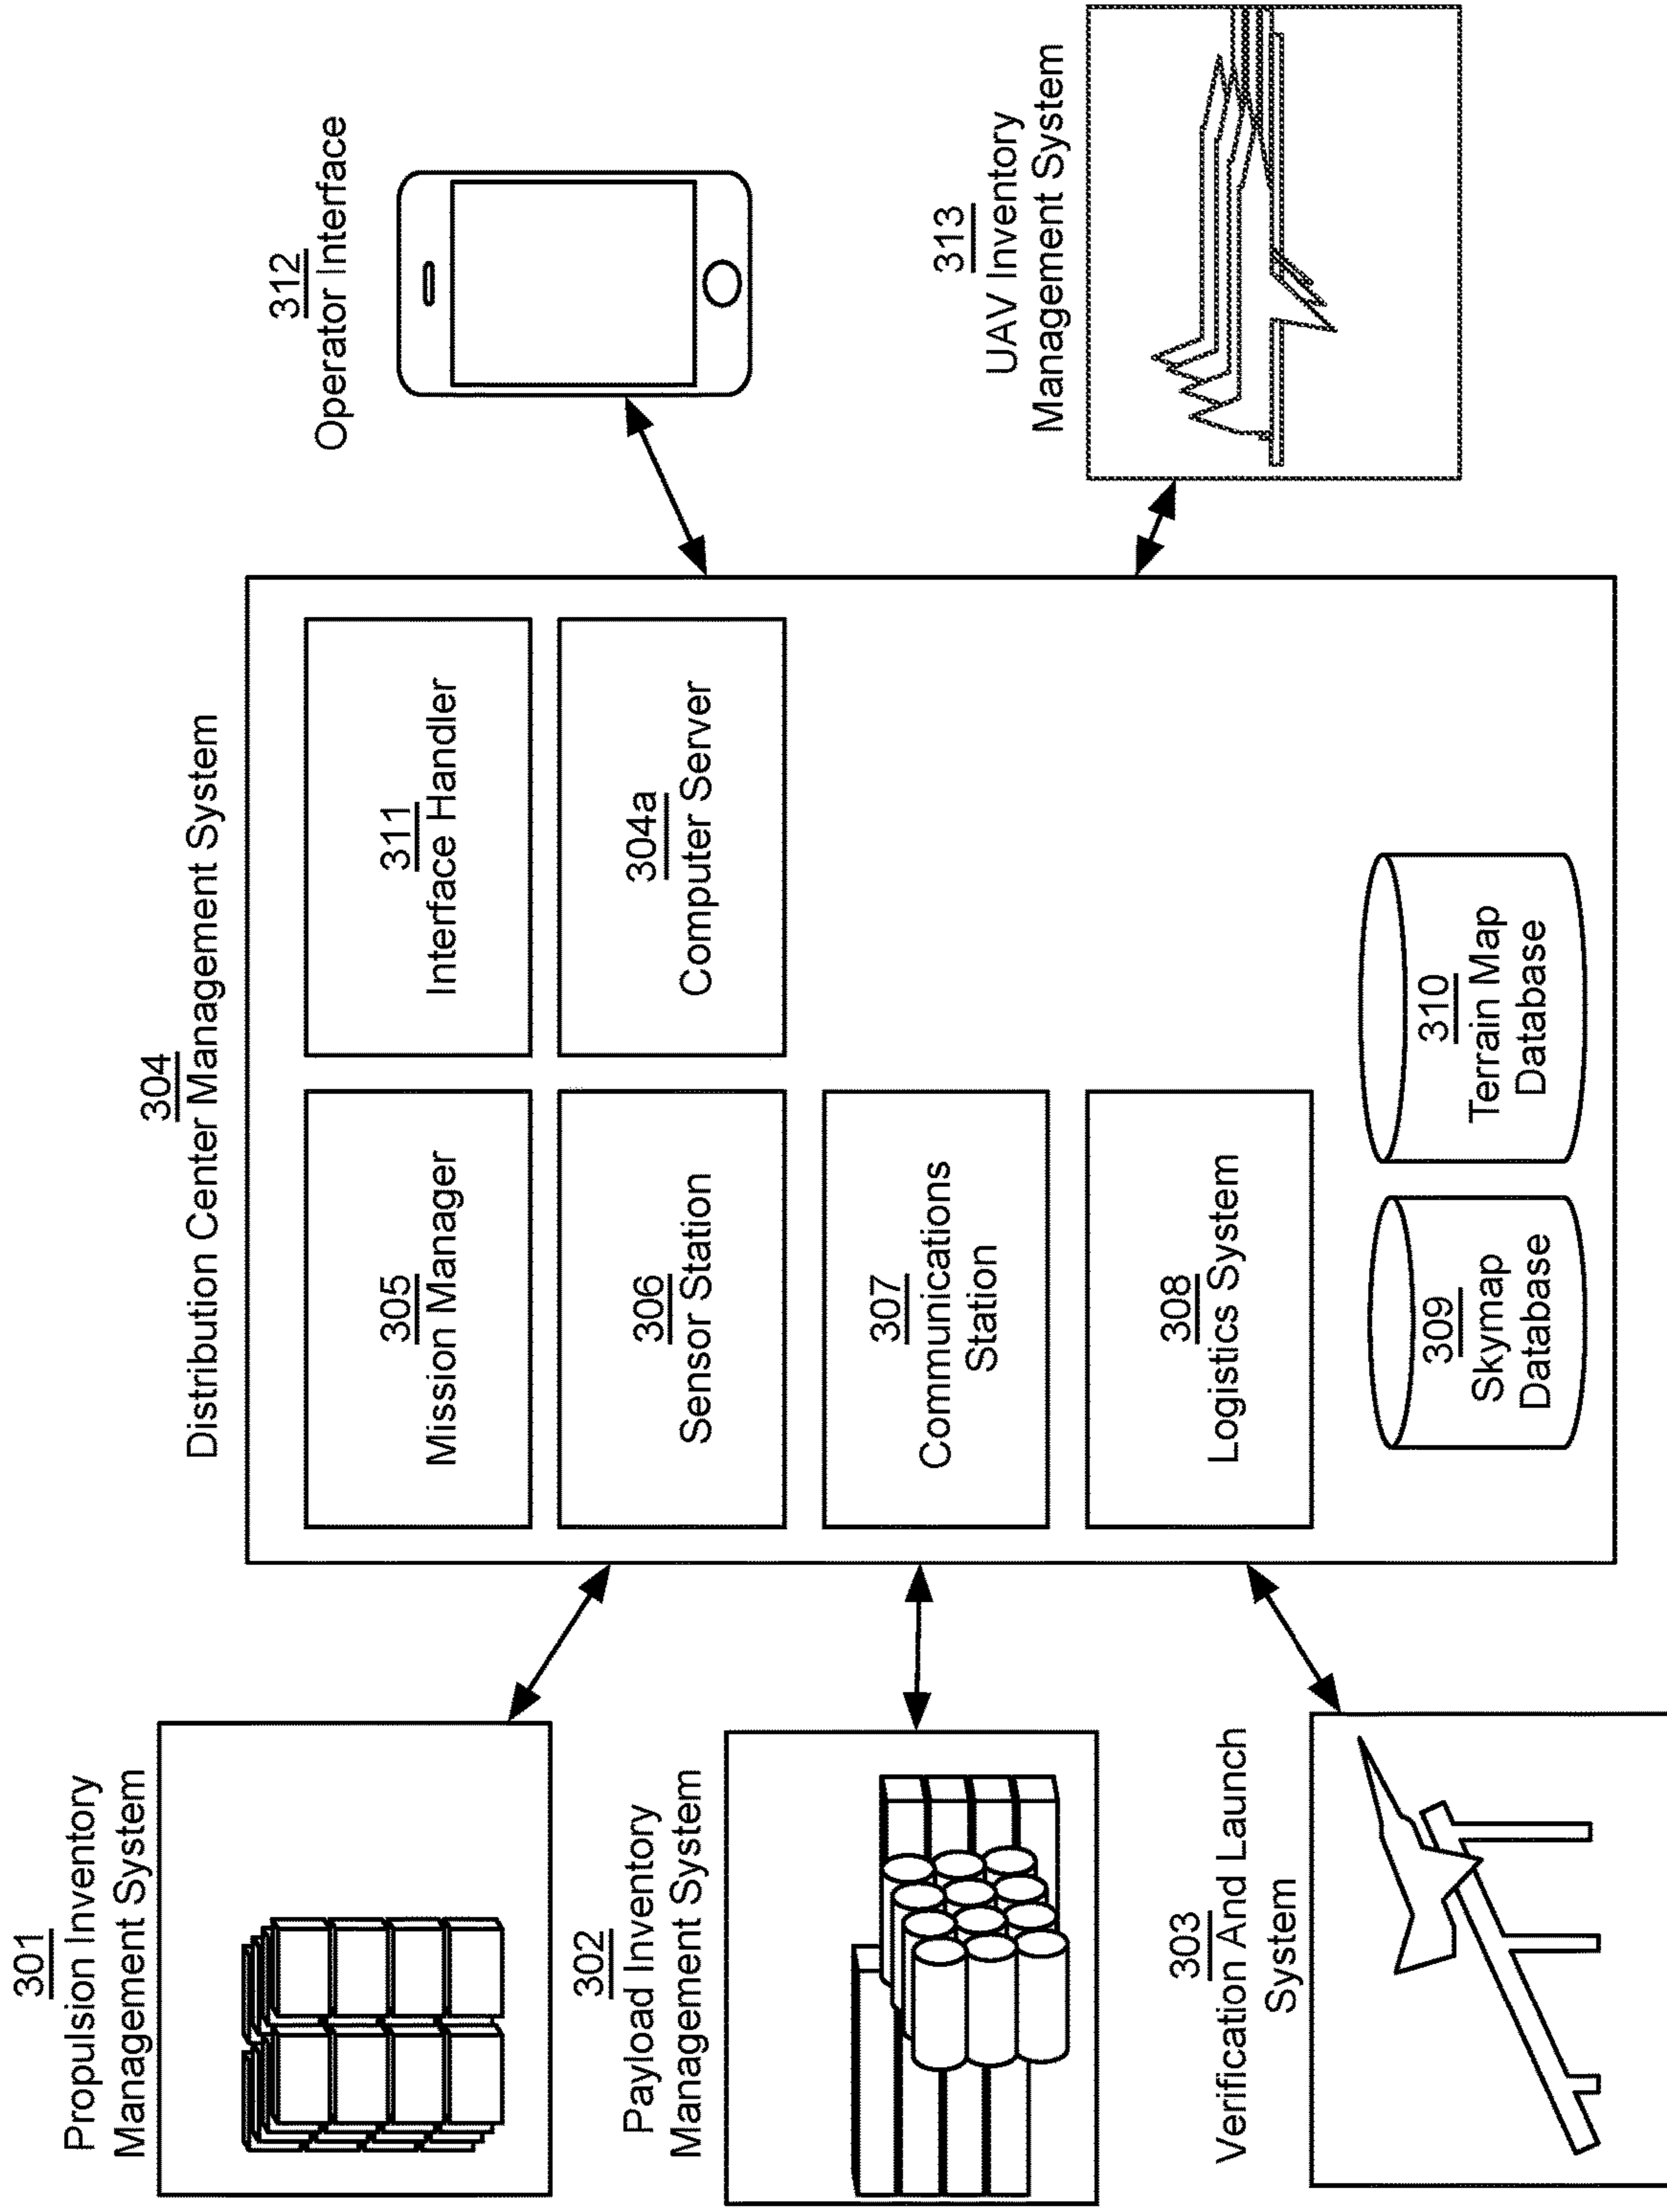 304
Distribution Center Management System
301
Propulsion Inventory
Management System
302
Payload Inventory
Management System
303
Verification And Launch
System
305
Mission Manager
306
Sensor Station
307
Communications
Station
308
Logistics System
309
Skymap
Database
310
Terrain Map
Database
311
Interface Handler
304a
Computer Server
312
Operator Interface
313
UAV Inventory
Management System